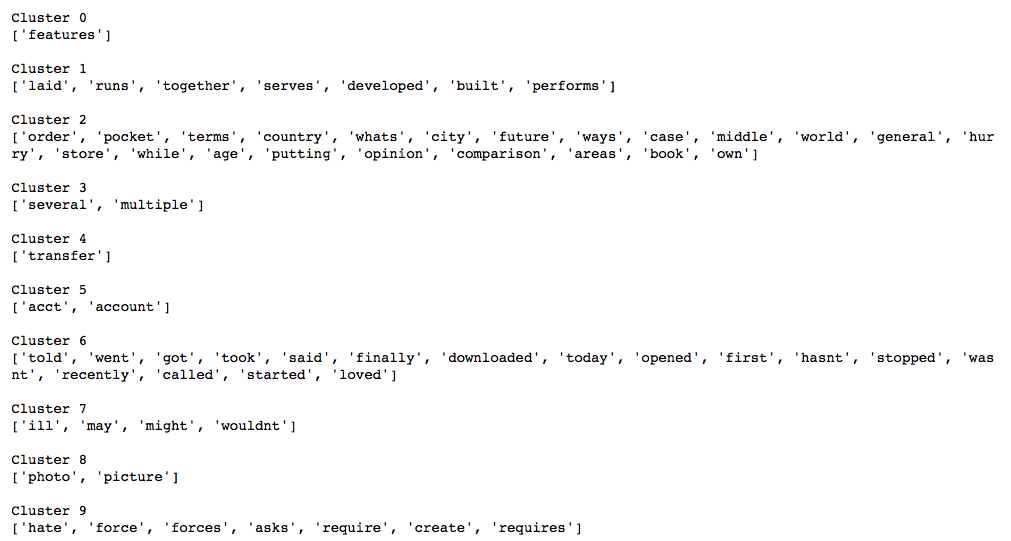 Cluster 0
['features']
Cluster 1
['laid', 'runs', 'together', 'serves', 'developed', 'built', 'performs']
Cluster 2
['order', 'pocket', 'terms', 'country', 'whats', 'city', 'future', 'ways', 'case', 'middle', 'world', 'general', 'hur
ry', 'store', 'while', 'age', 'putting', 'opinion', 'comparison', 'areas', 'book', 'own']
Cluster 3
['several', 'multiple']
Cluster 4
['transfer']
Cluster 5
['acct', 'account']
Cluster 6
['told', 'went', 'got', 'took', 'said', 'finally', 'downloaded', 'today', 'opened', 'first', 'hasnt', 'stopped', 'was
nt', 'recently', 'called', 'started', 'loved']
Cluster 7
['ill', 'may', 'might', 'wouldnt']
Cluster 8
['photo', 'picture']
Cluster 9
['hate', 'force', 'forces', 'asks', 'require', 'create', 'requires']